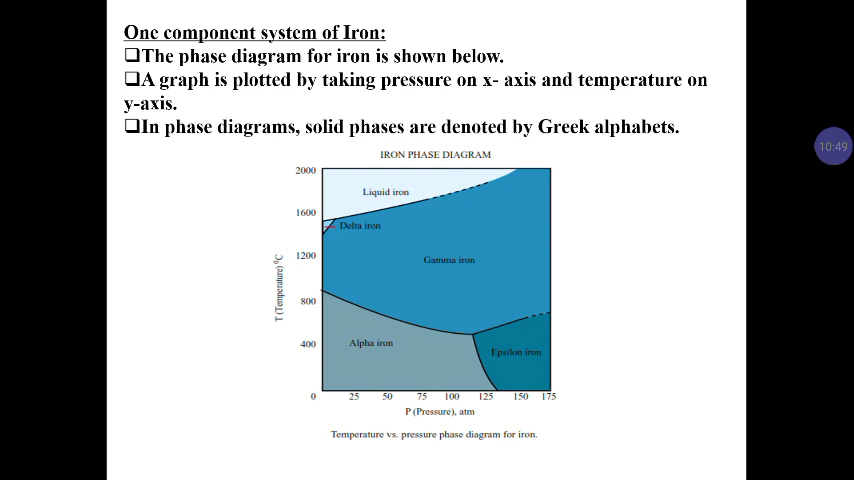 One component system of Iron:
❑The phase diagram for iron is shown below.
❑A graph is plotted by taking pressure on x- axis and temperature on
y-axis.
❑In phase diagrams, solid phases are denoted by Greek alphabets.
10:49
IRON PHASE DIAGRAM
2000
Liquid iron
1600
Delta iron
1200
Gamma iron
T (Temperature) ⁰C
800
400
Alpha iron
Epsilon iron
0 25 50 75 100 125 150 175
P (Pressure), atm
Temperature vs. pressure phase diagram for iron.